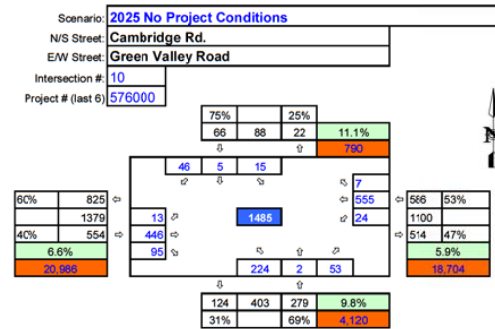 Scenario: 2025 No Project Conditions
N/S Street: Cambridge Rd.
E/W Street: Green Valley Road
Intersection #: 10
Project # (last 6) 576000
75% 25%
66 88 22 11.1%
790
46 5 15
7
60% 825 555 586 53%
1379 13 1485 24 1100
40% 554 446 514 47%
6.6% 95 5.9%
20,986 224 2 53 18,704
124 403 279 9.8%
31% 69% 4,120
N